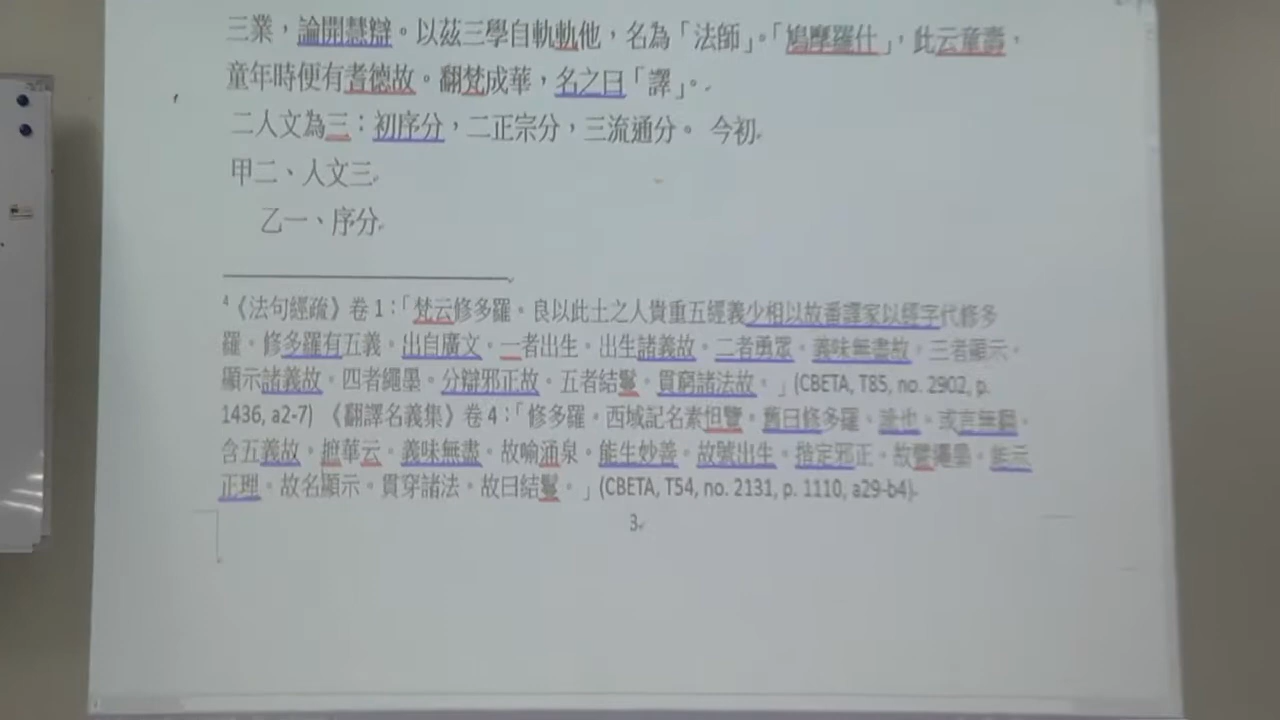 三業，論開慧辯。以茲三學自軌軌他，名為「法師」。「鳩摩羅什」，此云童壽，
童年時便有耆德故。翻梵成華，名之曰「譯」。
二人文為三：初序分，二正宗分，三流通分。 今初
甲二、人文三
乙一、序分
4《法句經疏》卷1：「梵云修多羅。良以此土之人貴重五經義少相以故番譯家以經字代修多
羅。修多羅有五義。出自廣文。一者出生。出生諸義故。二者勇眾。義味無盡故。三者顯示。
顯示諸義故。四者繩墨。分辯邪正故。五者結鬘。貫窮諸法故。」(CBETA, T85, no. 2902, p.
1436, a2-7) 《翻譯名義集》卷4：「修多羅。西域記名素怛覽。舊曰修多羅。訛也。或言無翻。
含五義故。摭華云。義味無盡。故喻涌泉。能生妙善。故號出生。揩定邪正。故繩墨。能示
正理。故名顯示。貫穿諸法。故曰結鬘。」(CBETA, T54, no. 2131, p. 1110, a29-b4)
3